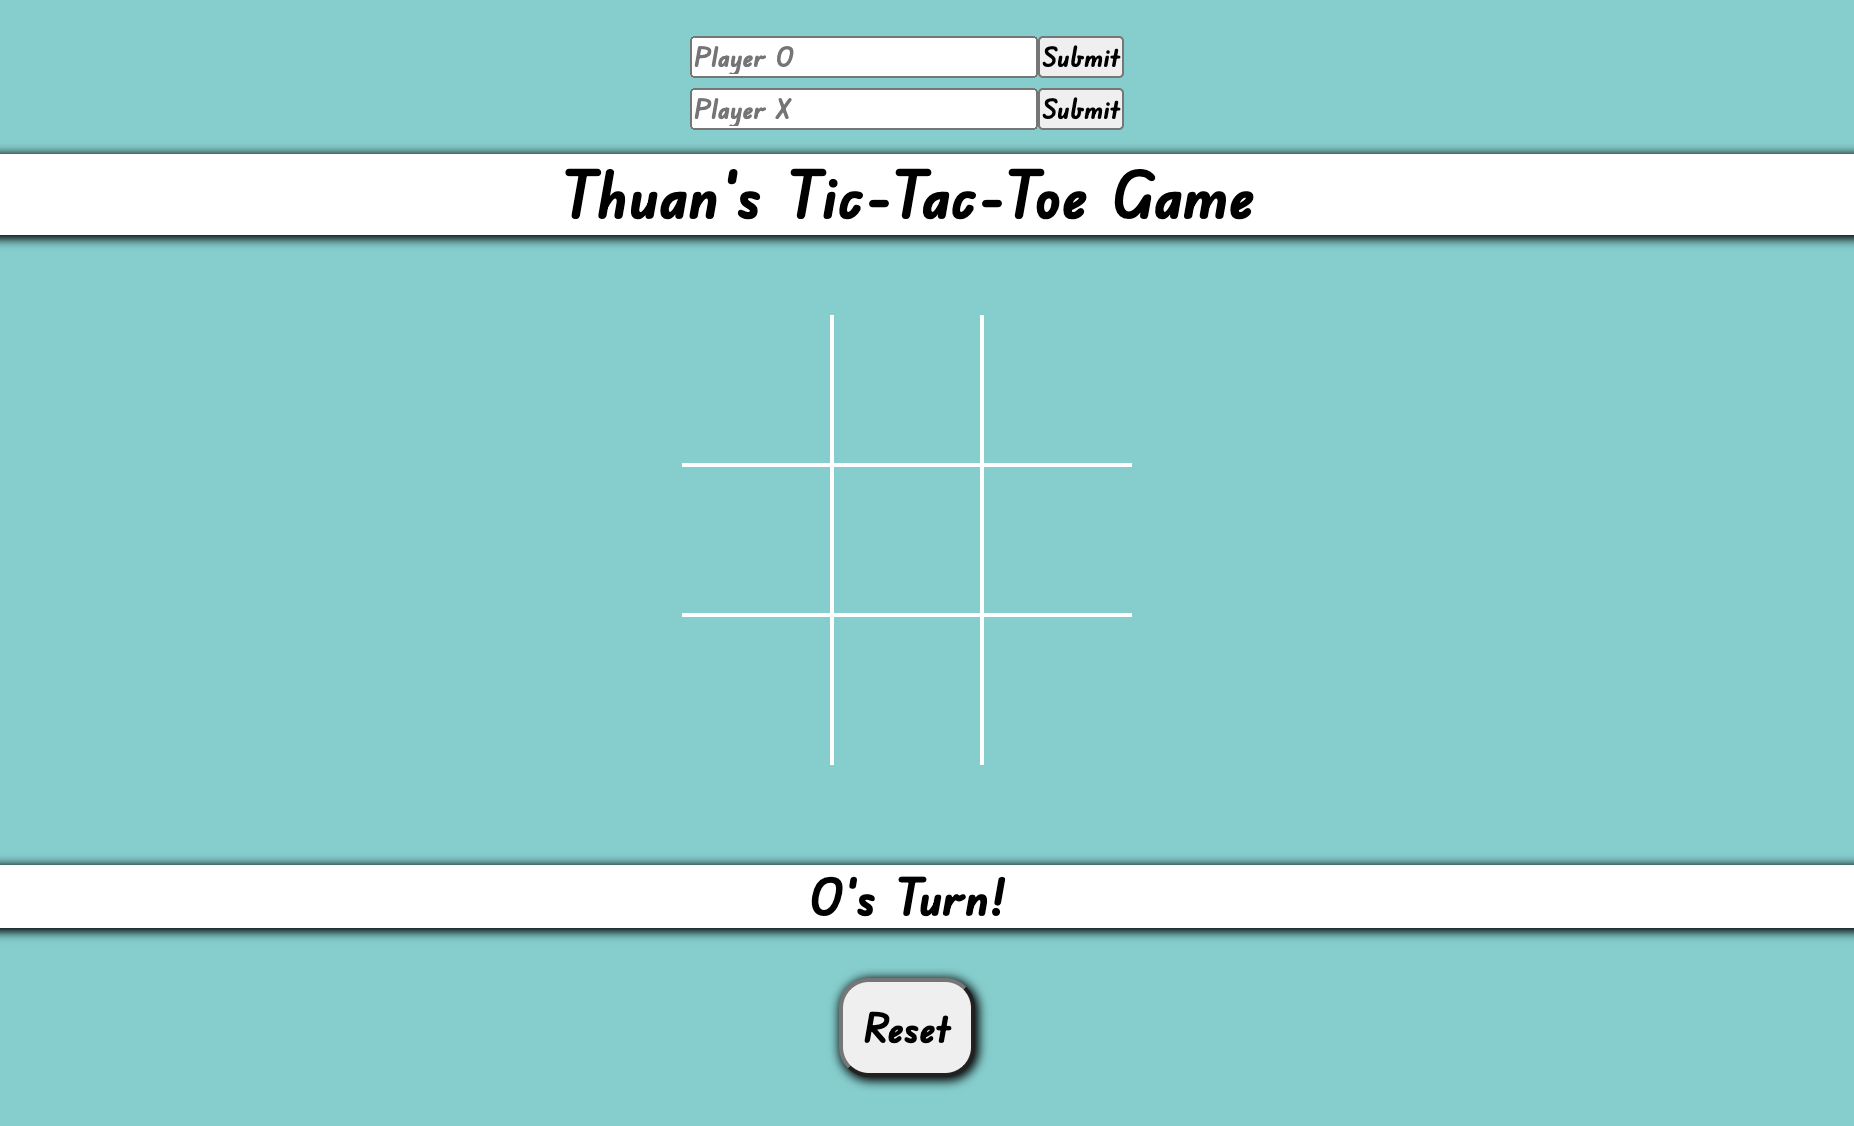 Player O Submit
Player X Submit
Thuan's Tic-Tac-Toe Game
O's Turn!
Reset